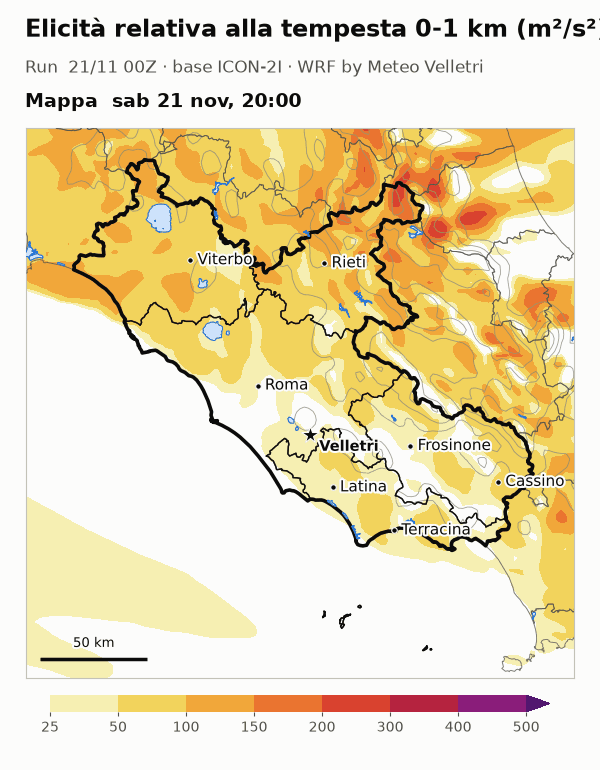 Elicità relativa alla tempesta 0-1 km (m²/s²)
Run  21/11 00Z · base ICON-2I · WRF by Meteo Velletri
Mappa  sab 21 nov, 20:00
Viterbo
Rieti
Roma
Velletri
Frosinone
Latina
Cassino
Terracina
50 km
25 50 100 150 200 300 400 500